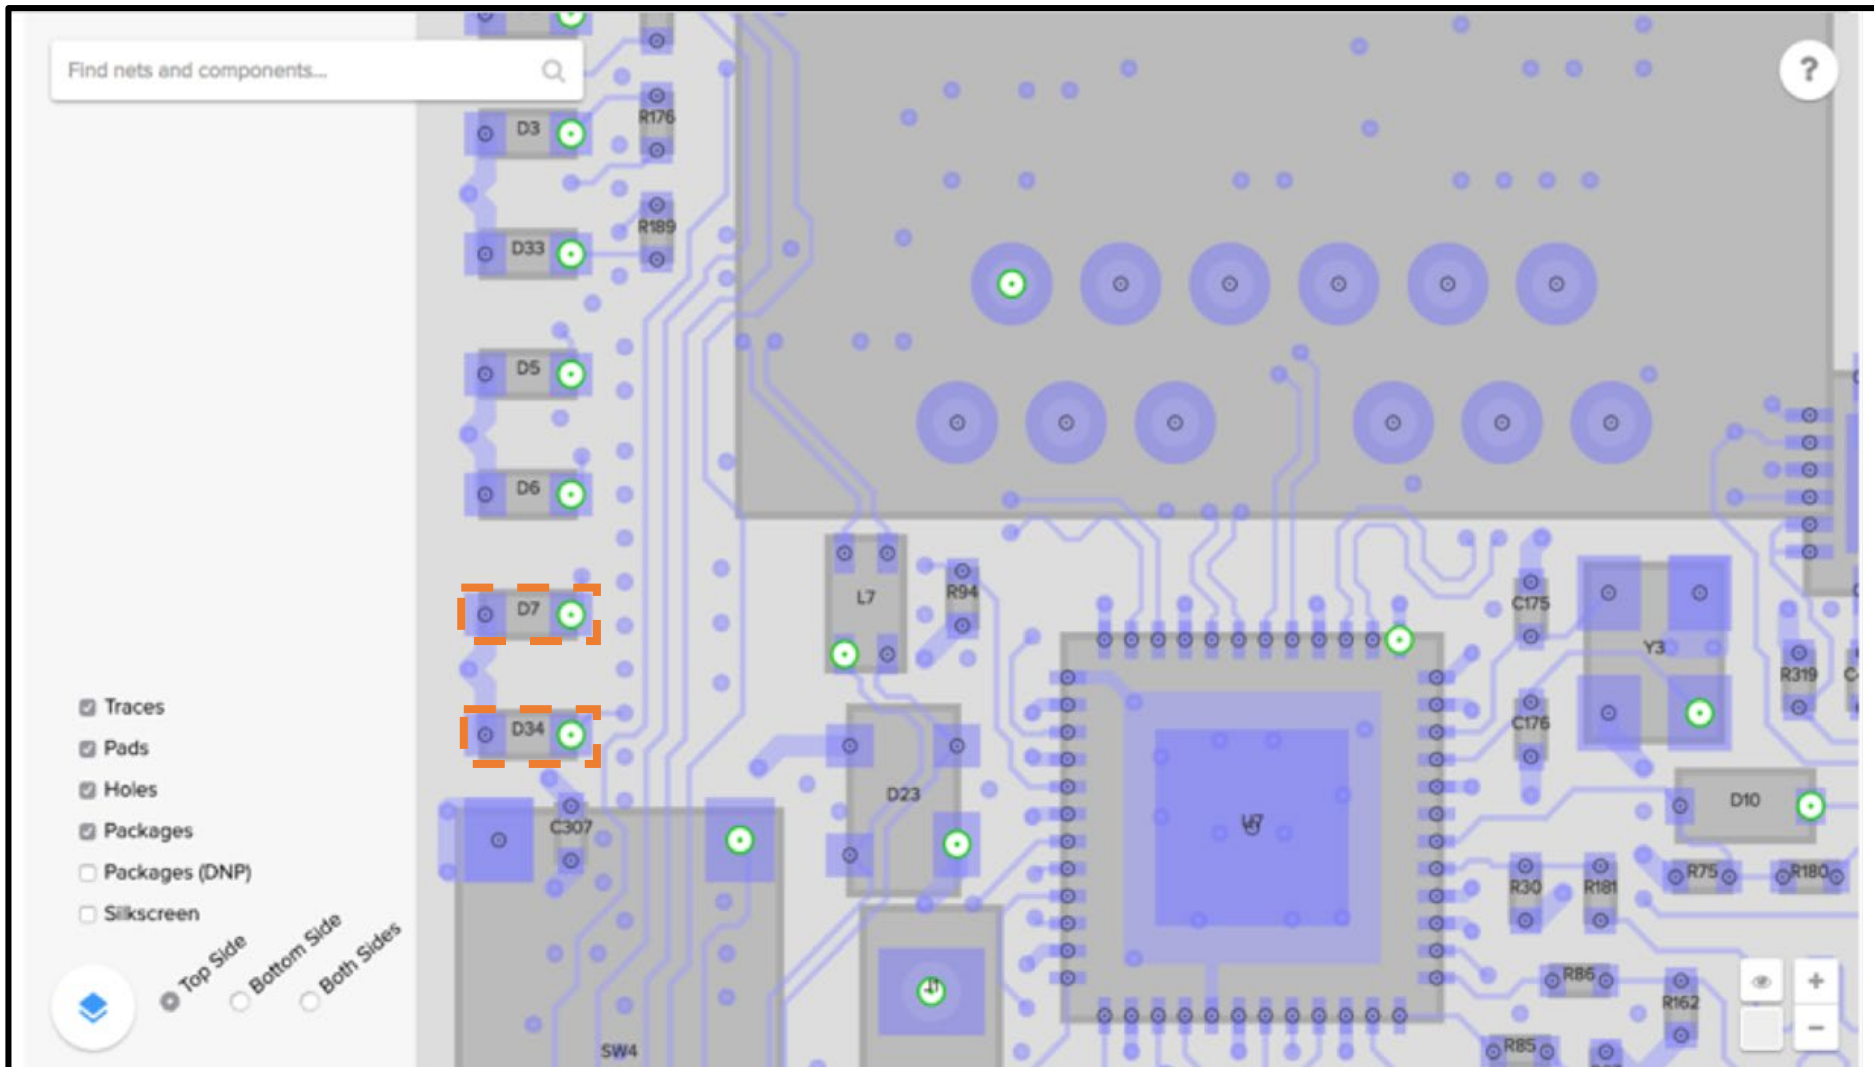 Find nets and components...
?
D3
R176
D33
R189
D5
D6
D7
L7
R94
C175
Y3
R319
D34
C176
Traces
Pads
Holes
Packages
Packages (DNP)
Silkscreen
Top Side
Bottom Side
Both Sides
C307
D23
D10
R30
R181
R75
R180
J1
R86
R162
R85
SW4
+
−